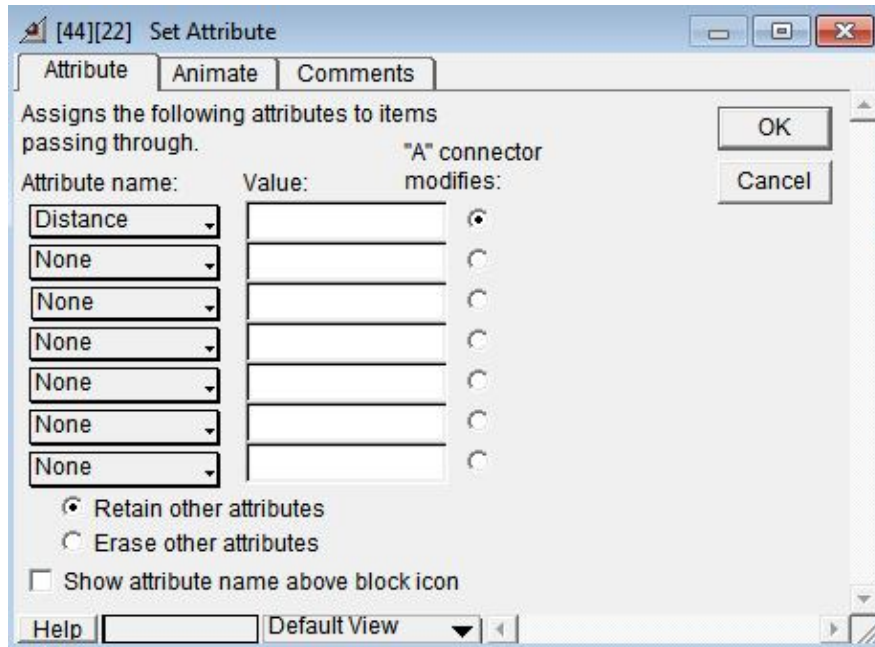 [44][22] Set Attribute
Attribute Animate Comments
Assigns the following attributes to items
passing through.
"A" connector
modifies:
OK
Cancel
Attribute name: Value:
Distance
None
None
None
None
None
None
Retain other attributes
Erase other attributes
Show attribute name above block icon
Help Default View